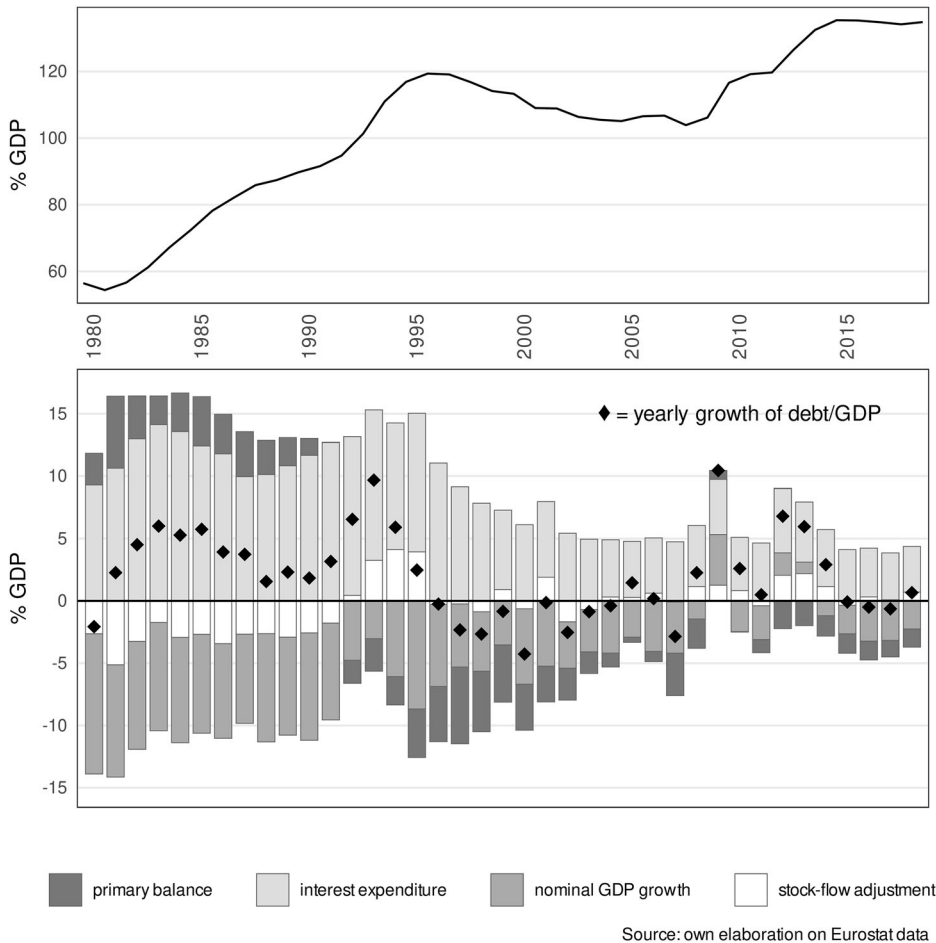 % GDP
120
100
80
60
1980
1985
1990
1995
2000
2005
2010
2015
% GDP
15
10
5
0
-5
-10
-15
♦ = yearly growth of debt/GDP
primary balance
interest expenditure
nominal GDP growth
stock-flow adjustment
Source: own elaboration on Eurostat data